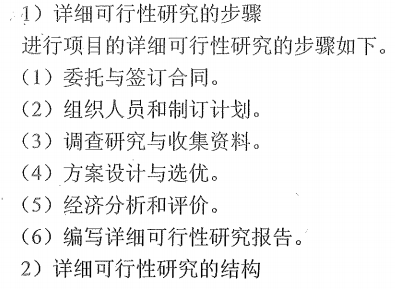 1）详细可行性研究的步骤
进行项目的详细可行性研究的步骤如下。
（1）委托与签订合同。
（2）组织人员和制订计划。
（3）调查研究与收集资料。
（4）方案设计与选优。
（5）经济分析和评价。
（6）编写详细可行性研究报告。
2）详细可行性研究的结构